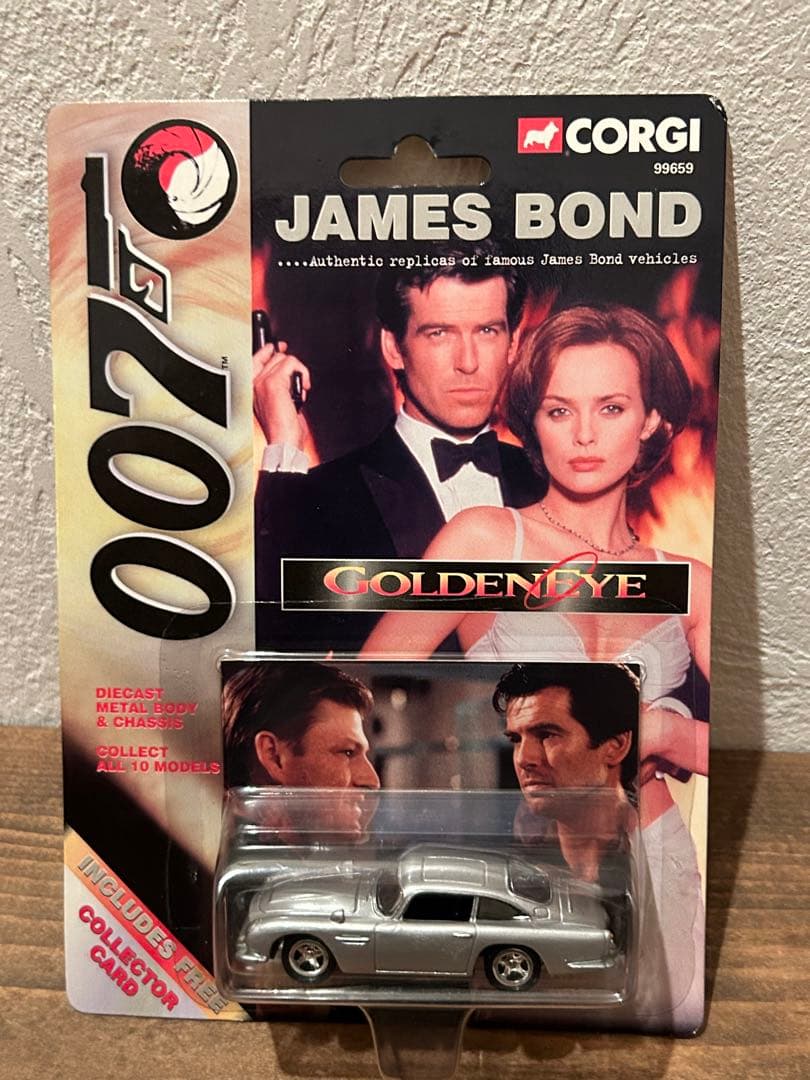 CORGI
99659
JAMES BOND
....Authentic replicas of famous James Bond vehicles
007
TM
GOLDENEYE
DIECAST
METAL BODY
& CHASSIS
COLLECT
ALL 10 MODELS
INCLUDES FREE
COLLECTOR
CARD